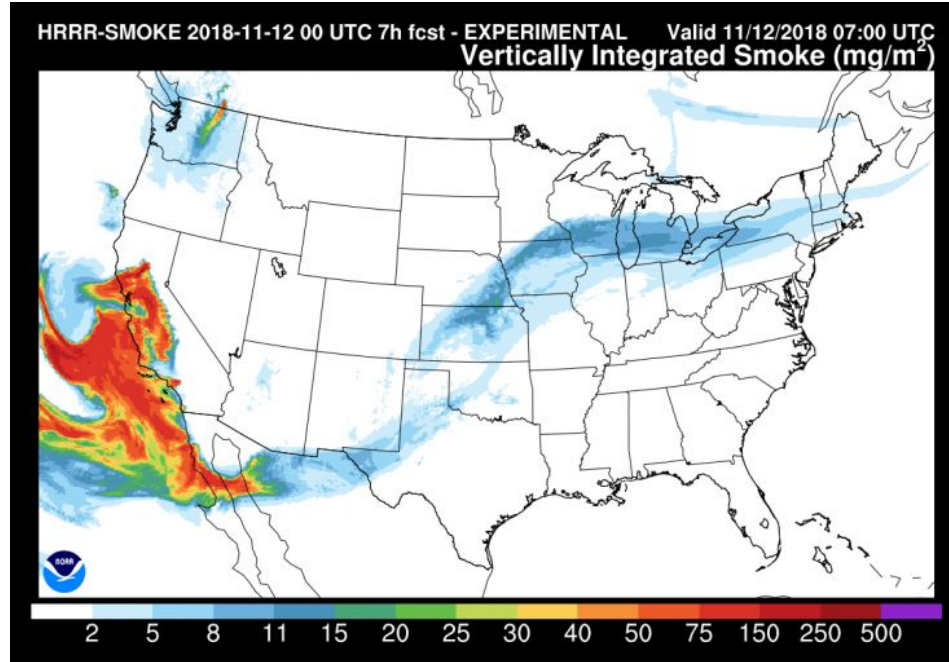 HRRR-SMOKE 2018-11-12 00 UTC 7h fcst - EXPERIMENTAL Valid 11/12/2018 07:00 UTC
Vertically Integrated Smoke (mg/m²)
NOAA
2 5 8 11 15 20 25 30 40 50 75 150 250 500